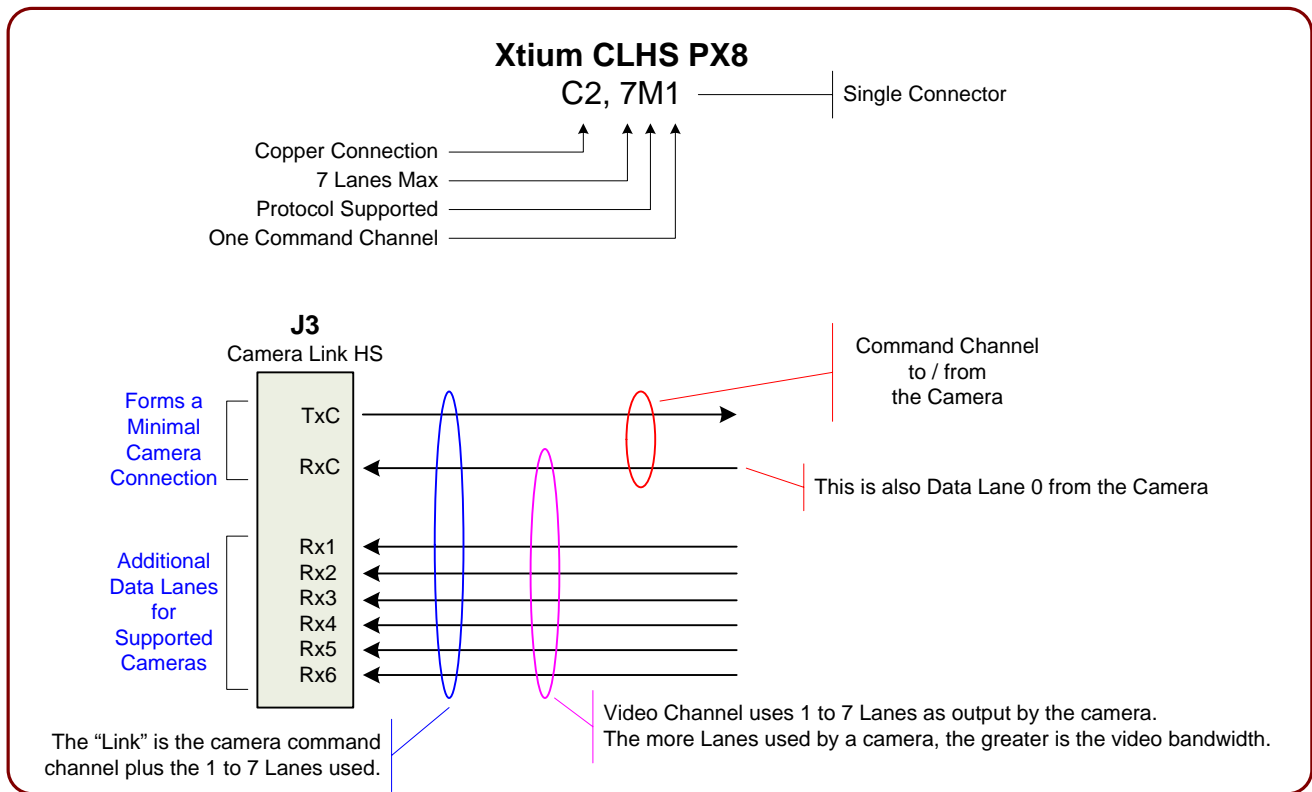 Xtium CLHS PX8
C2, 7M1
Single Connector
Copper Connection
7 Lanes Max
Protocol Supported
One Command Channel
J3
Camera Link HS
Forms a
Minimal
Camera
Connection
TxC
RxC
Command Channel
to / from
the Camera
This is also Data Lane 0 from the Camera
Additional
Data Lanes
for
Supported
Cameras
Rx1
Rx2
Rx3
Rx4
Rx5
Rx6
The “Link” is the camera command
channel plus the 1 to 7 Lanes used.
Video Channel uses 1 to 7 Lanes as output by the camera.
The more Lanes used by a camera, the greater is the video bandwidth.